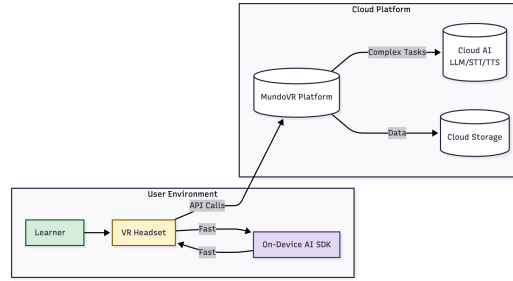 Cloud Platform
Complex Tasks
Cloud AI
LLM/STT/TTS
MundoVR Platform
Data
Cloud Storage
User Environment
API Calls
Learner
VR Headset
Fast
On-Device AI SDK
Fast